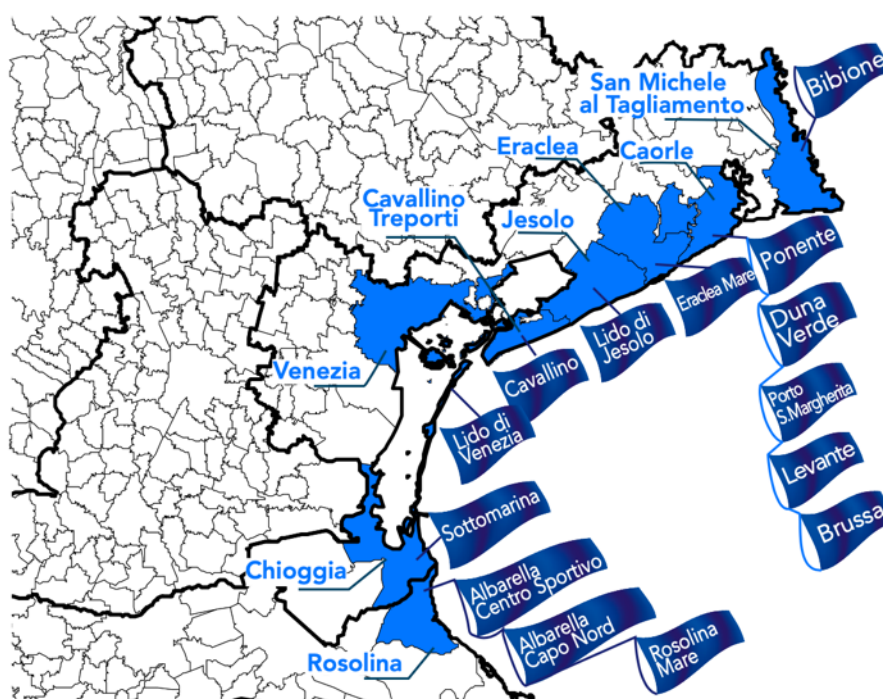 San Michele
al Tagliamento
Bibione
Eraclea
Caorle
Cavallino
Treporti
Jesolo
Ponente
Eraclea Mare
Duna
Verde
Lido di
Jesolo
Venezia
Cavallino
Porto
S.Margherita
Lido di
Venezia
Levante
Sottomarina
Brussa
Chioggia
Albarella
Centro Sportivo
Albarella
Capo Nord
Rosolina
Rosolina
Mare